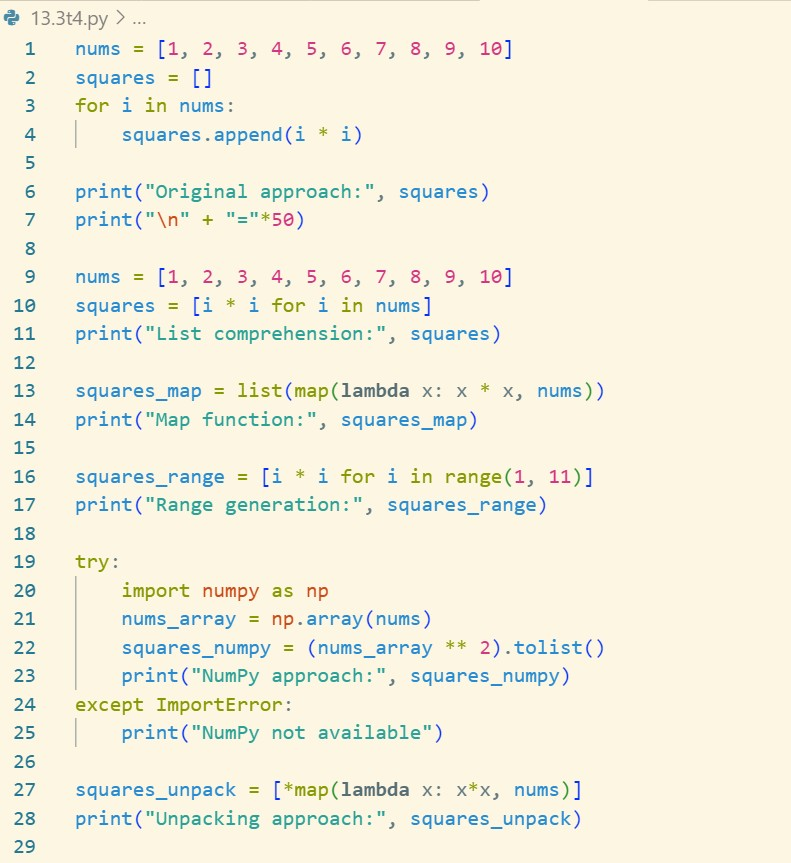 13.3t4.py > ...
1 nums = [1, 2, 3, 4, 5, 6, 7, 8, 9, 10]
2 squares = []
3 for i in nums:
4     squares.append(i * i)
5
6 print("Original approach:", squares)
7 print("\n" + "="*50)
8
9 nums = [1, 2, 3, 4, 5, 6, 7, 8, 9, 10]
10 squares = [i * i for i in nums]
11 print("List comprehension:", squares)
12
13 squares_map = list(map(lambda x: x * x, nums))
14 print("Map function:", squares_map)
15
16 squares_range = [i * i for i in range(1, 11)]
17 print("Range generation:", squares_range)
18
19 try:
20     import numpy as np
21     nums_array = np.array(nums)
22     squares_numpy = (nums_array ** 2).tolist()
23     print("NumPy approach:", squares_numpy)
24 except ImportError:
25     print("NumPy not available")
26
27 squares_unpack = [*map(lambda x: x*x, nums)]
28 print("Unpacking approach:", squares_unpack)
29